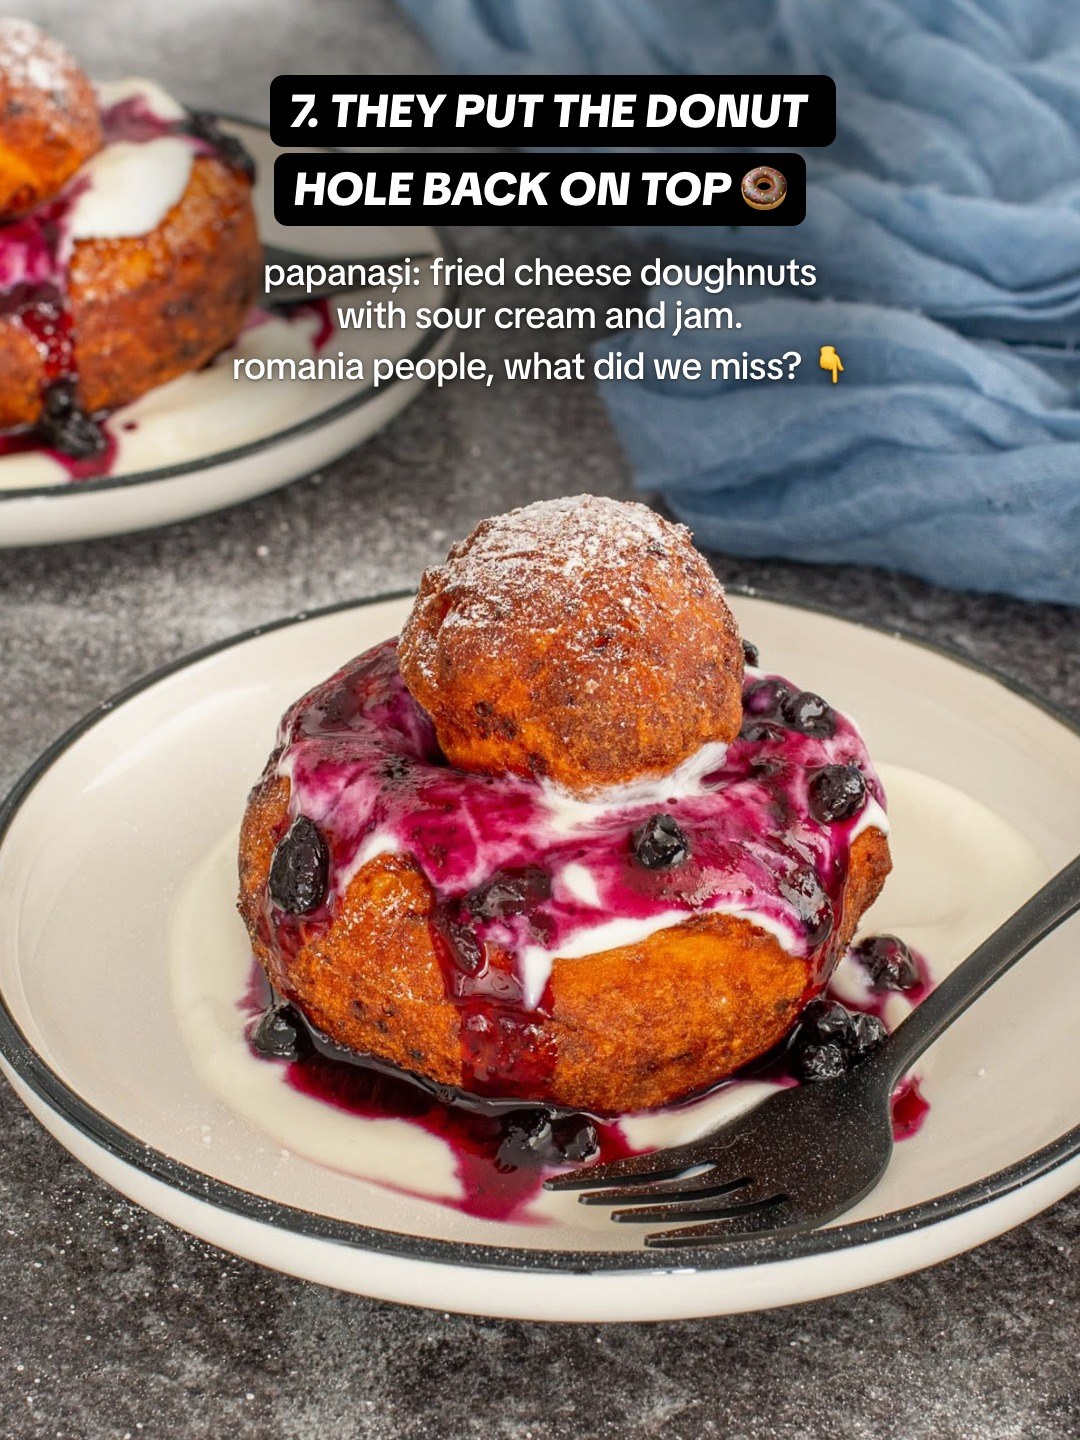 7. THEY PUT THE DONUT
HOLE BACK ON TOP 🍩
papanași: fried cheese doughnuts
with sour cream and jam.
romania people, what did we miss? 👇